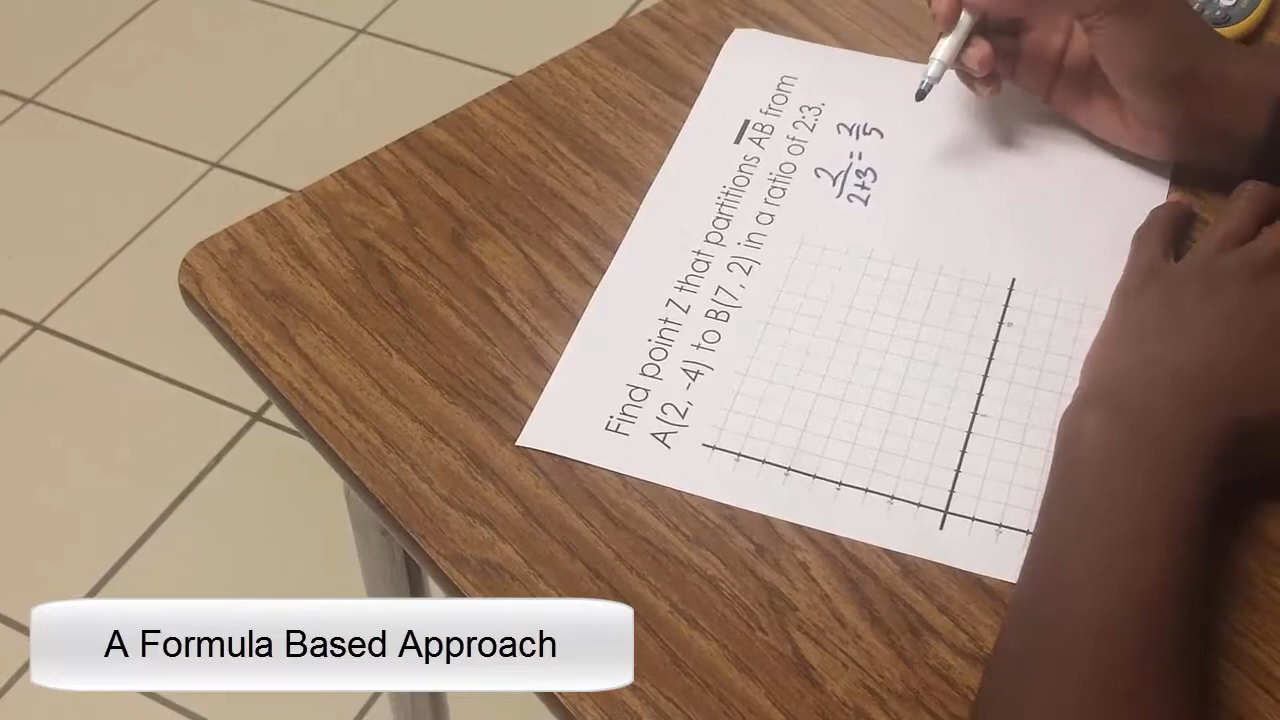 Find point Z that partitions AB from
A(2, -4) to B(7, 2) in a ratio of 2:3.
2/2+3 = 2/5
A Formula Based Approach